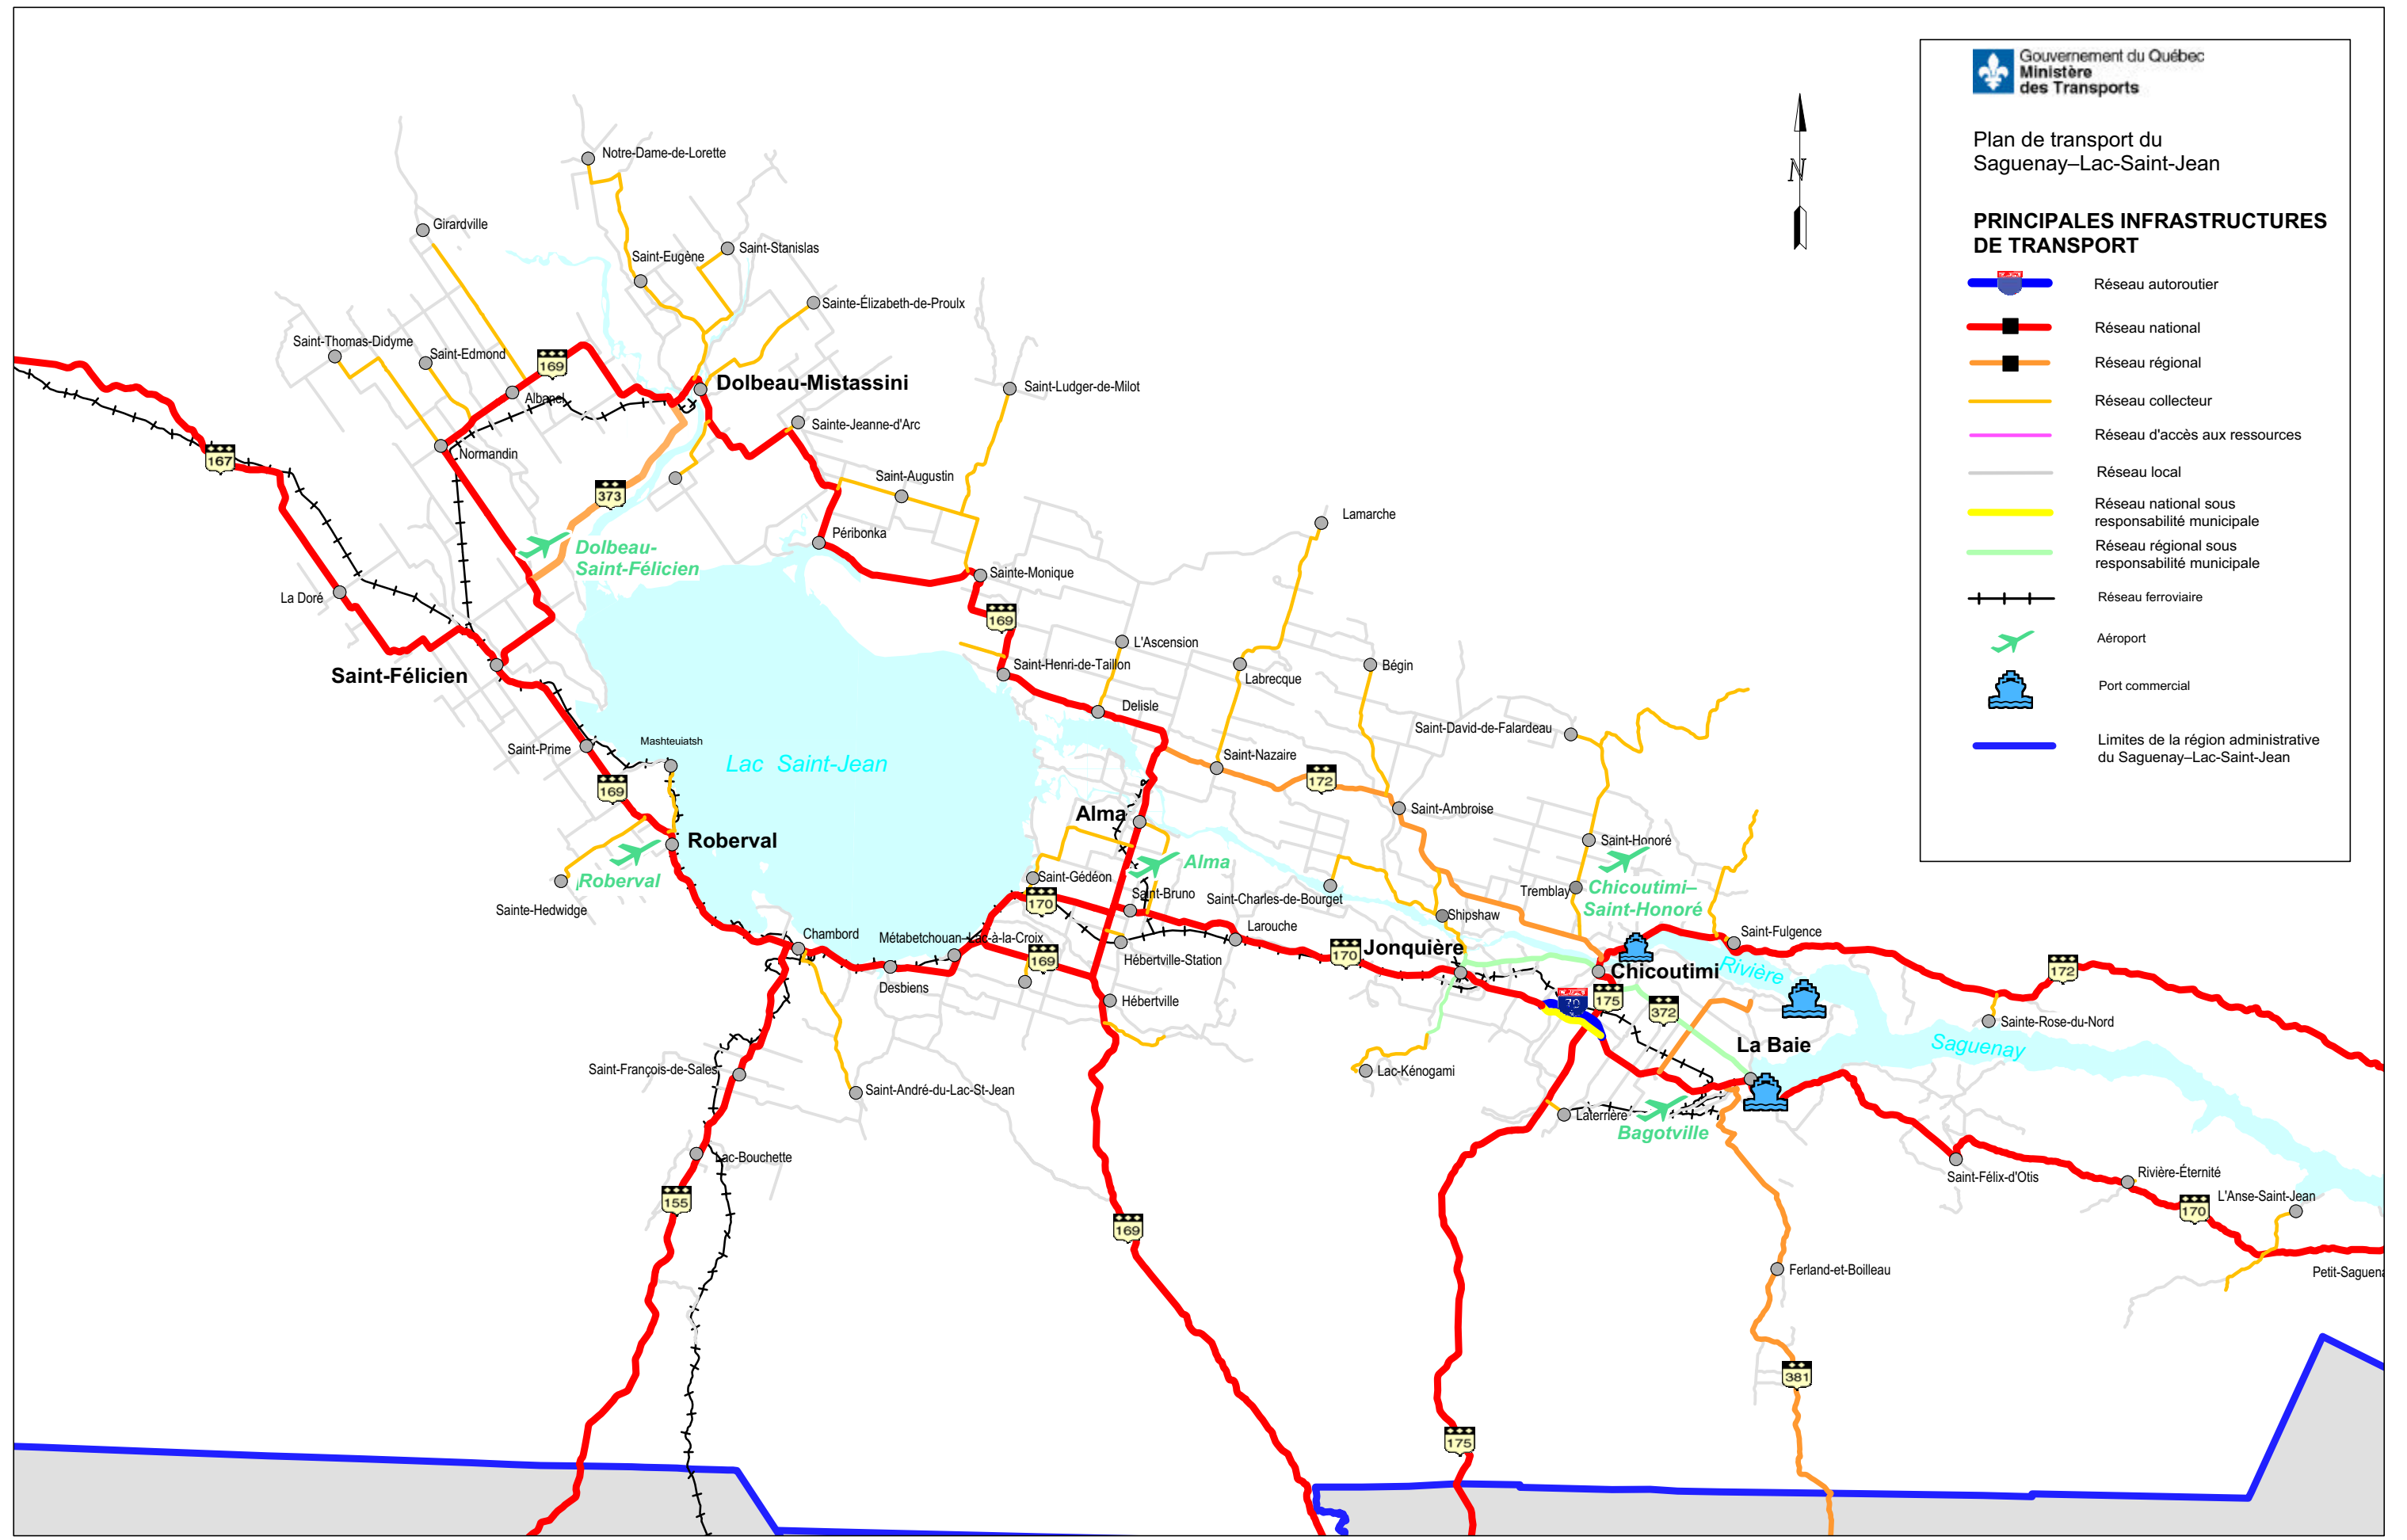 Gouvernement du Québec
Ministère
des Transports
Plan de transport du
Saguenay–Lac-Saint-Jean
PRINCIPALES INFRASTRUCTURES
DE TRANSPORT
Réseau autoroutier
Réseau national
Réseau régional
Réseau collecteur
Réseau d'accès aux ressources
Réseau local
Réseau national sous
responsabilité municipale
Réseau régional sous
responsabilité municipale
Réseau ferroviaire
Aéroport
Port commercial
Limites de la région administrative
du Saguenay–Lac-Saint-Jean
N
Notre-Dame-de-Lorette
Girardville
Saint-Stanislas
Saint-Eugène
Sainte-Élizabeth-de-Proulx
Saint-Thomas-Didyme
Saint-Edmond
169
Dolbeau-Mistassini
Saint-Ludger-de-Milot
Albanel
Sainte-Jeanne-d'Arc
Normandin
167
Saint-Augustin
373
Lamarche
Péribonka
Dolbeau-
Saint-Félicien
Sainte-Monique
La Doré
169
L'Ascension
Saint-Henri-de-Taillon
Bégin
Labrecque
Saint-Félicien
Delisle
Saint-David-de-Falardeau
Saint-Prime
Mashteuiatsh
Lac Saint-Jean
Saint-Nazaire
172
169
Alma
Saint-Ambroise
Roberval
Saint-Honoré
Alma
Roberval
Saint-Gédéon
Tremblay
Chicoutimi–
Saint-Honoré
170
Saint-Bruno
Saint-Charles-de-Bourget
Sainte-Hedwidge
Shipshaw
Chambord
Métabetchouan–Lac-à-la-Croix
Larouche
Saint-Fulgence
169
Hébertville-Station
170
Jonquière
Chicoutimi
Rivière
172
Desbiens
Hébertville
70
175
372
Sainte-Rose-du-Nord
La Baie
Saguenay
Saint-François-de-Sales
Saint-André-du-Lac-St-Jean
Lac-Kénogami
Laterrière
Bagotville
Lac-Bouchette
Saint-Félix-d'Otis
Rivière-Éternité
155
L'Anse-Saint-Jean
170
169
Ferland-et-Boilleau
Petit-Saguena
381
175